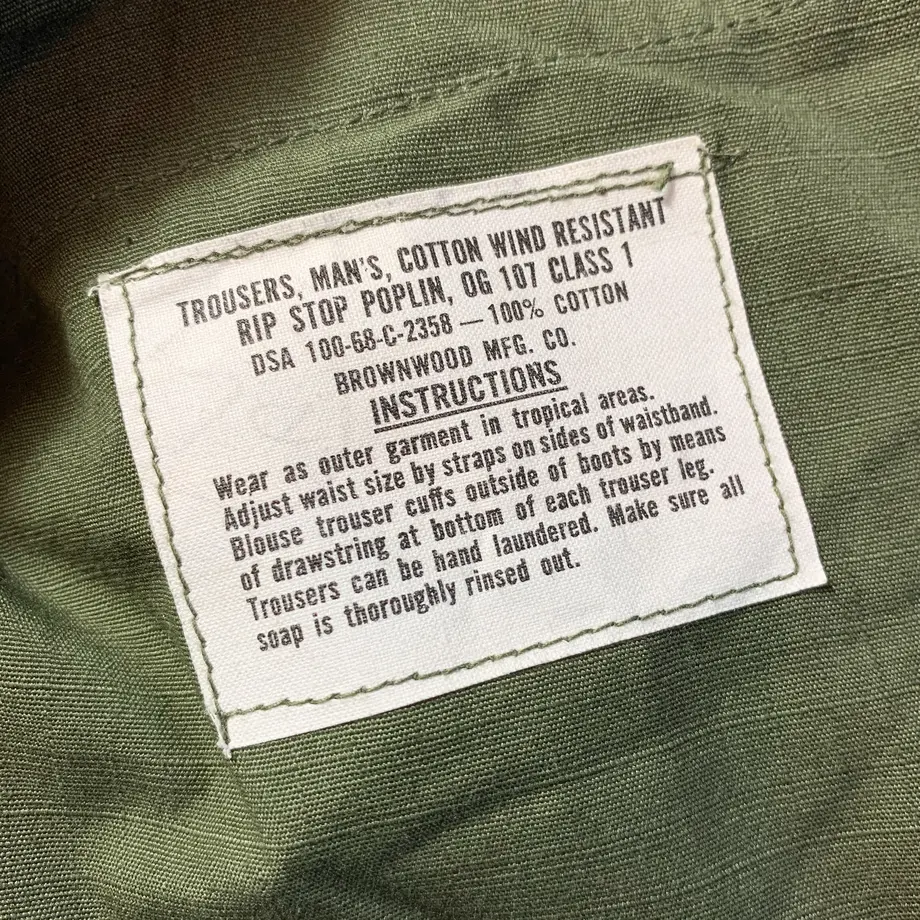 TROUSERS, MAN'S, COTTON WIND RESISTANT
RIP STOP POPLIN, OG 107 CLASS 1
DSA 100-68-C-2358 — 100% COTTON
BROWNWOOD MFG. CO.
INSTRUCTIONS
Wear as outer garment in tropical areas.
Adjust waist size by straps on sides of waistband.
Blouse trouser cuffs outside of boots by means
of drawstring at bottom of each trouser leg.
Trousers can be hand laundered. Make sure all
soap is thoroughly rinsed out.